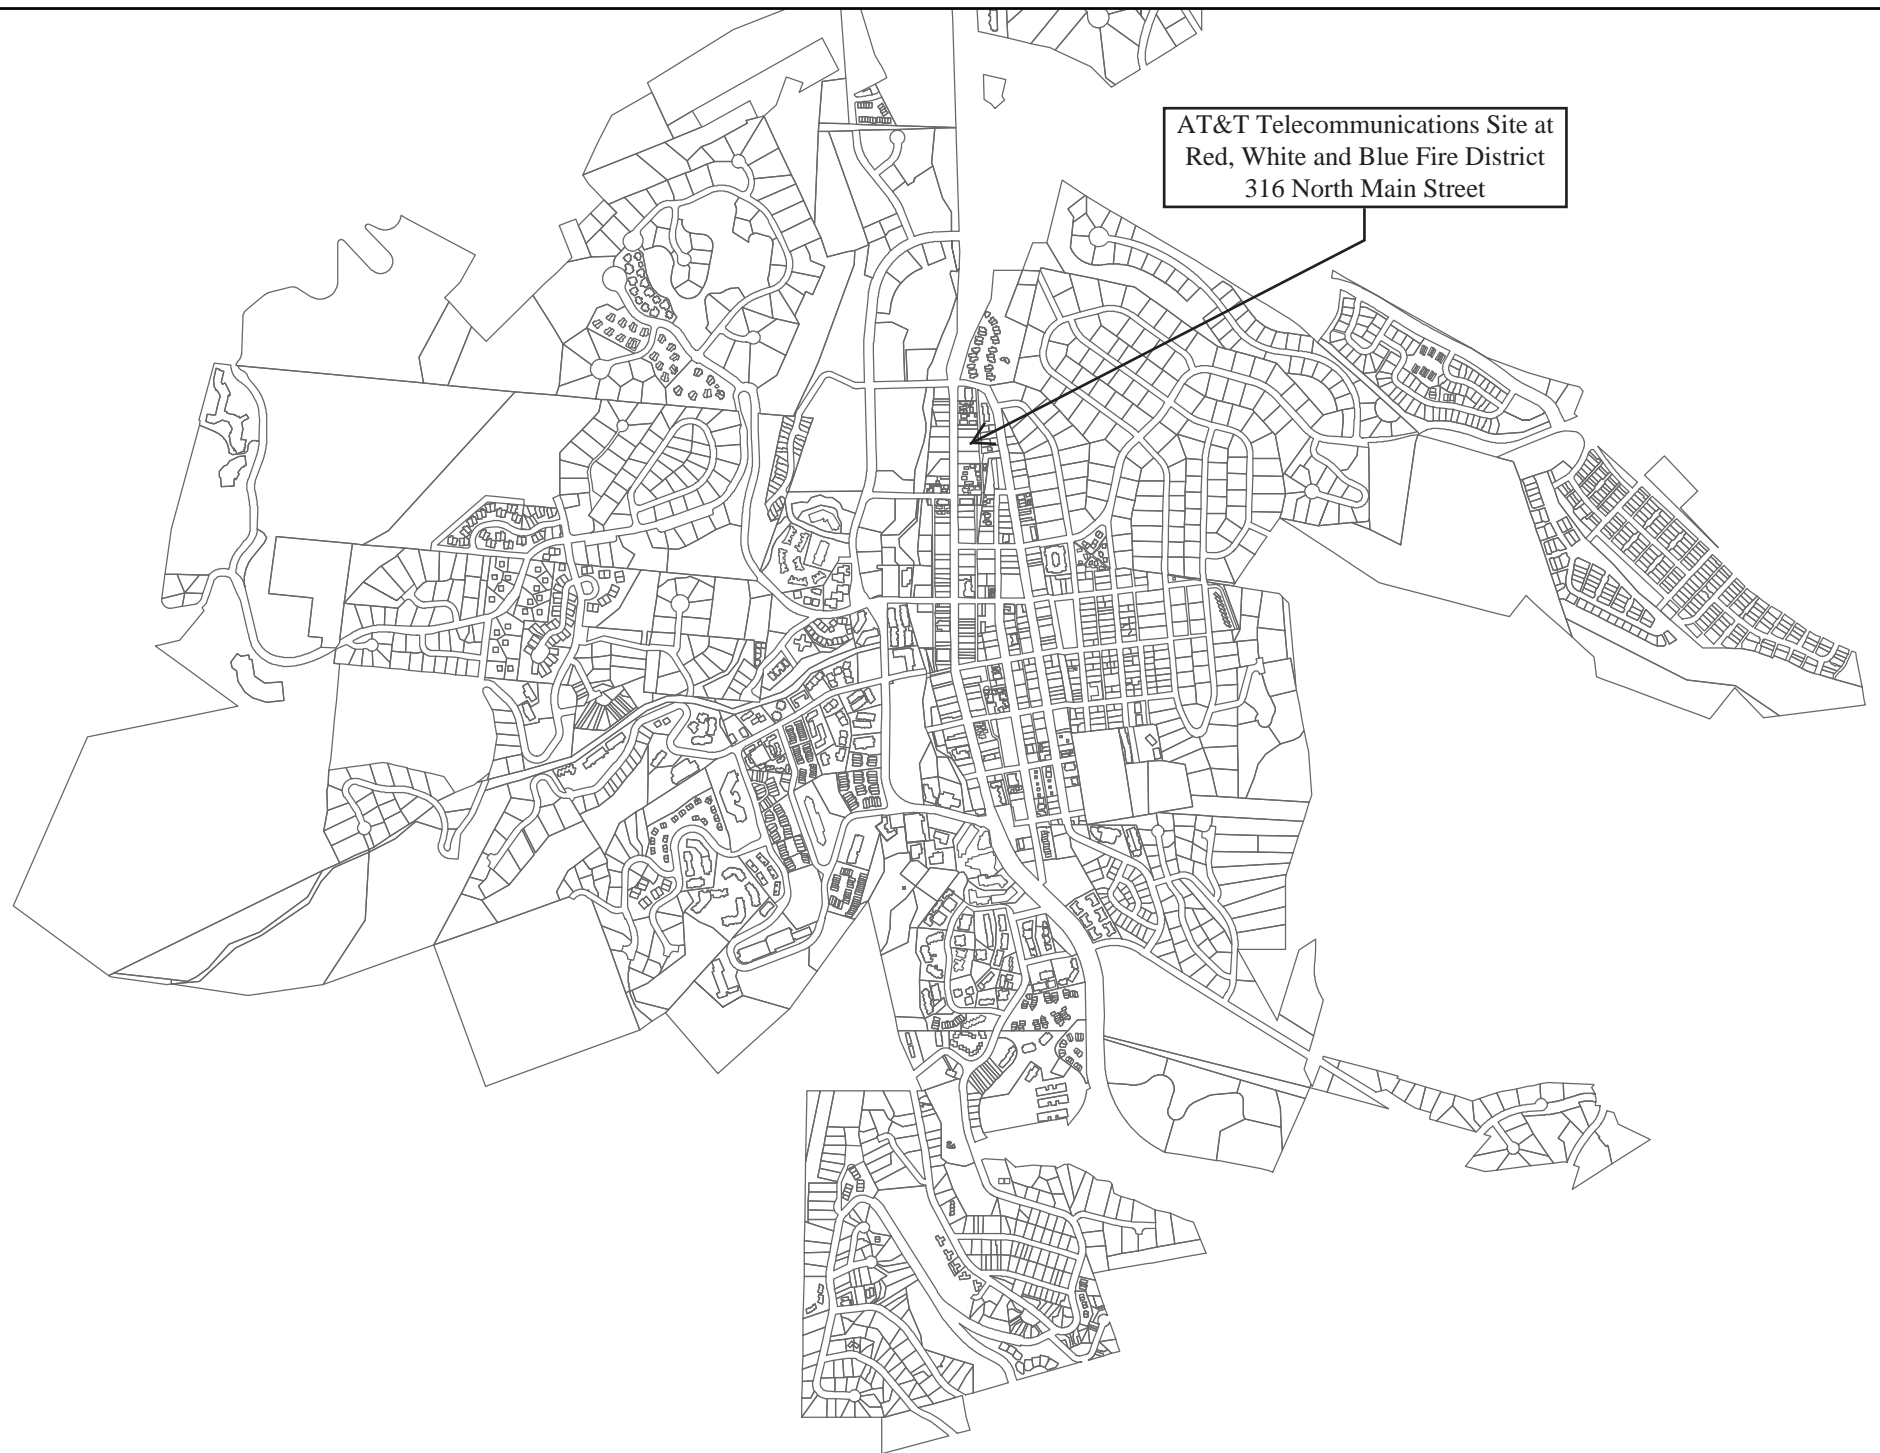 AT&T Telecommunications Site at
Red, White and Blue Fire District
316 North Main Street